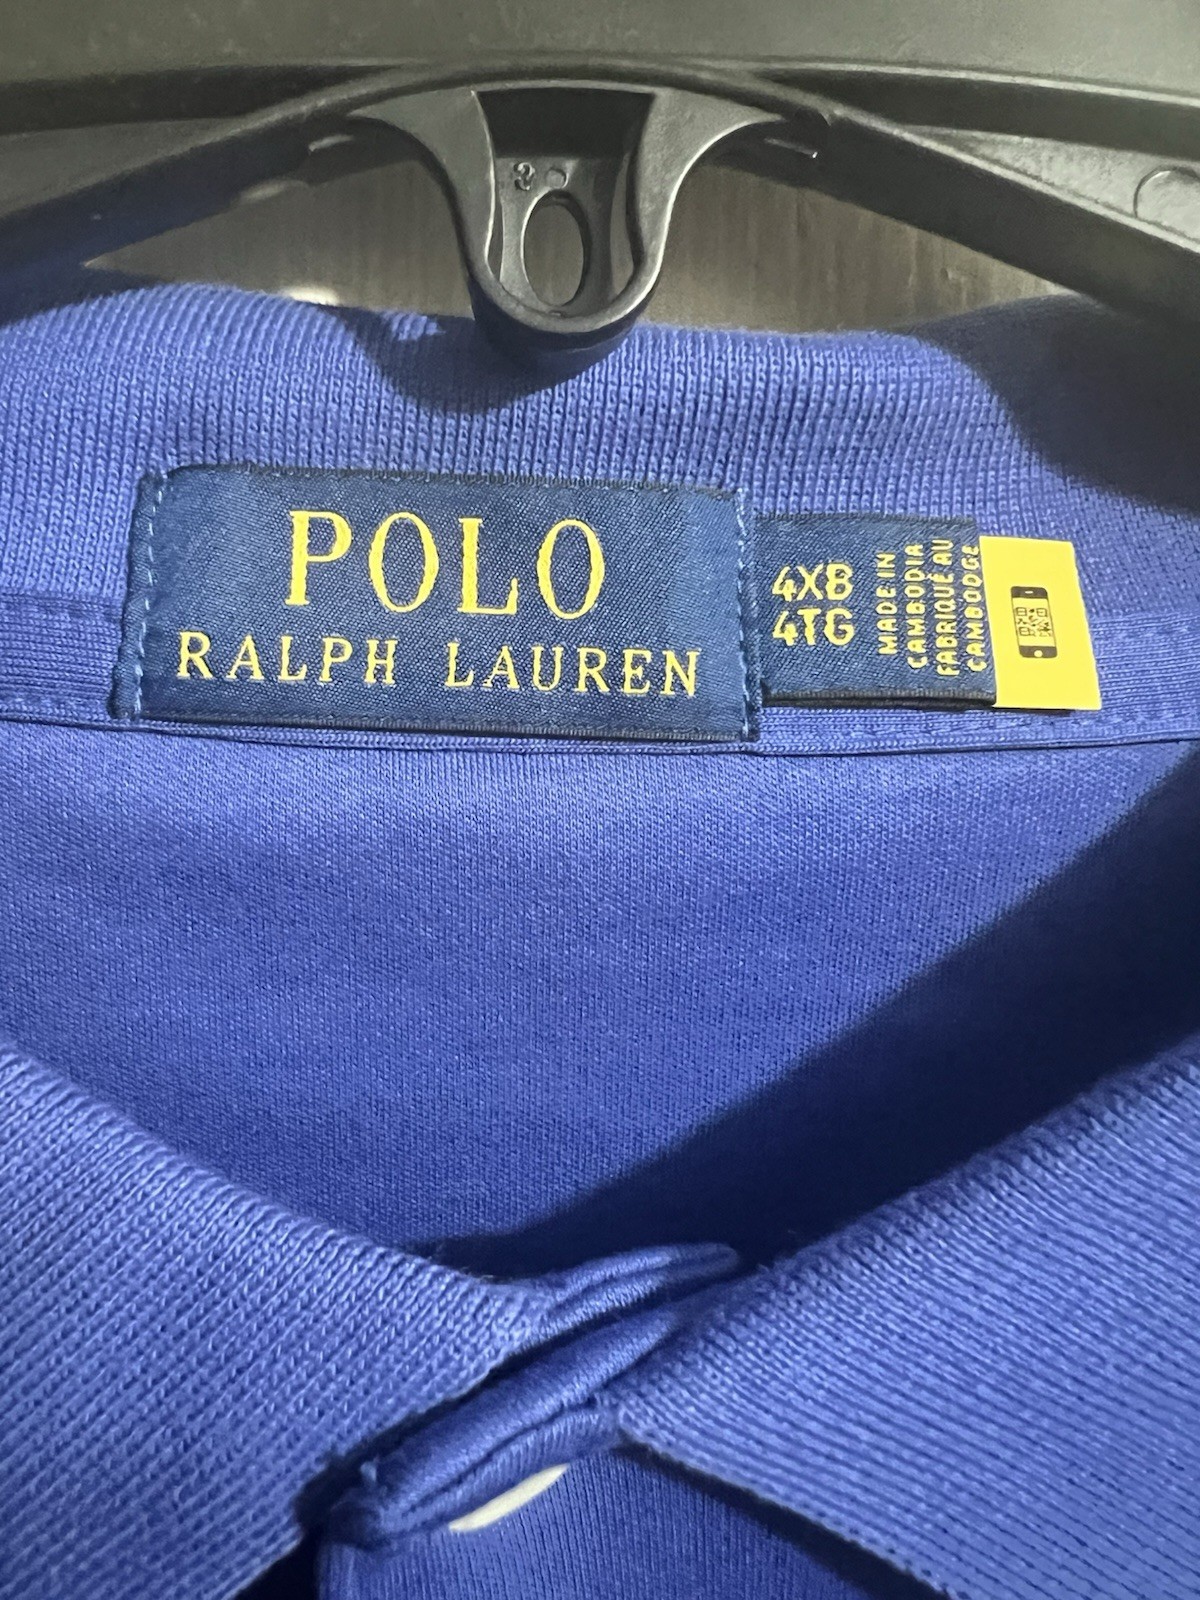 POLO
RALPH LAUREN
4XB
4TG
MADE IN
CAMBODIA
FABRIQUÉ AU
CAMBODGE